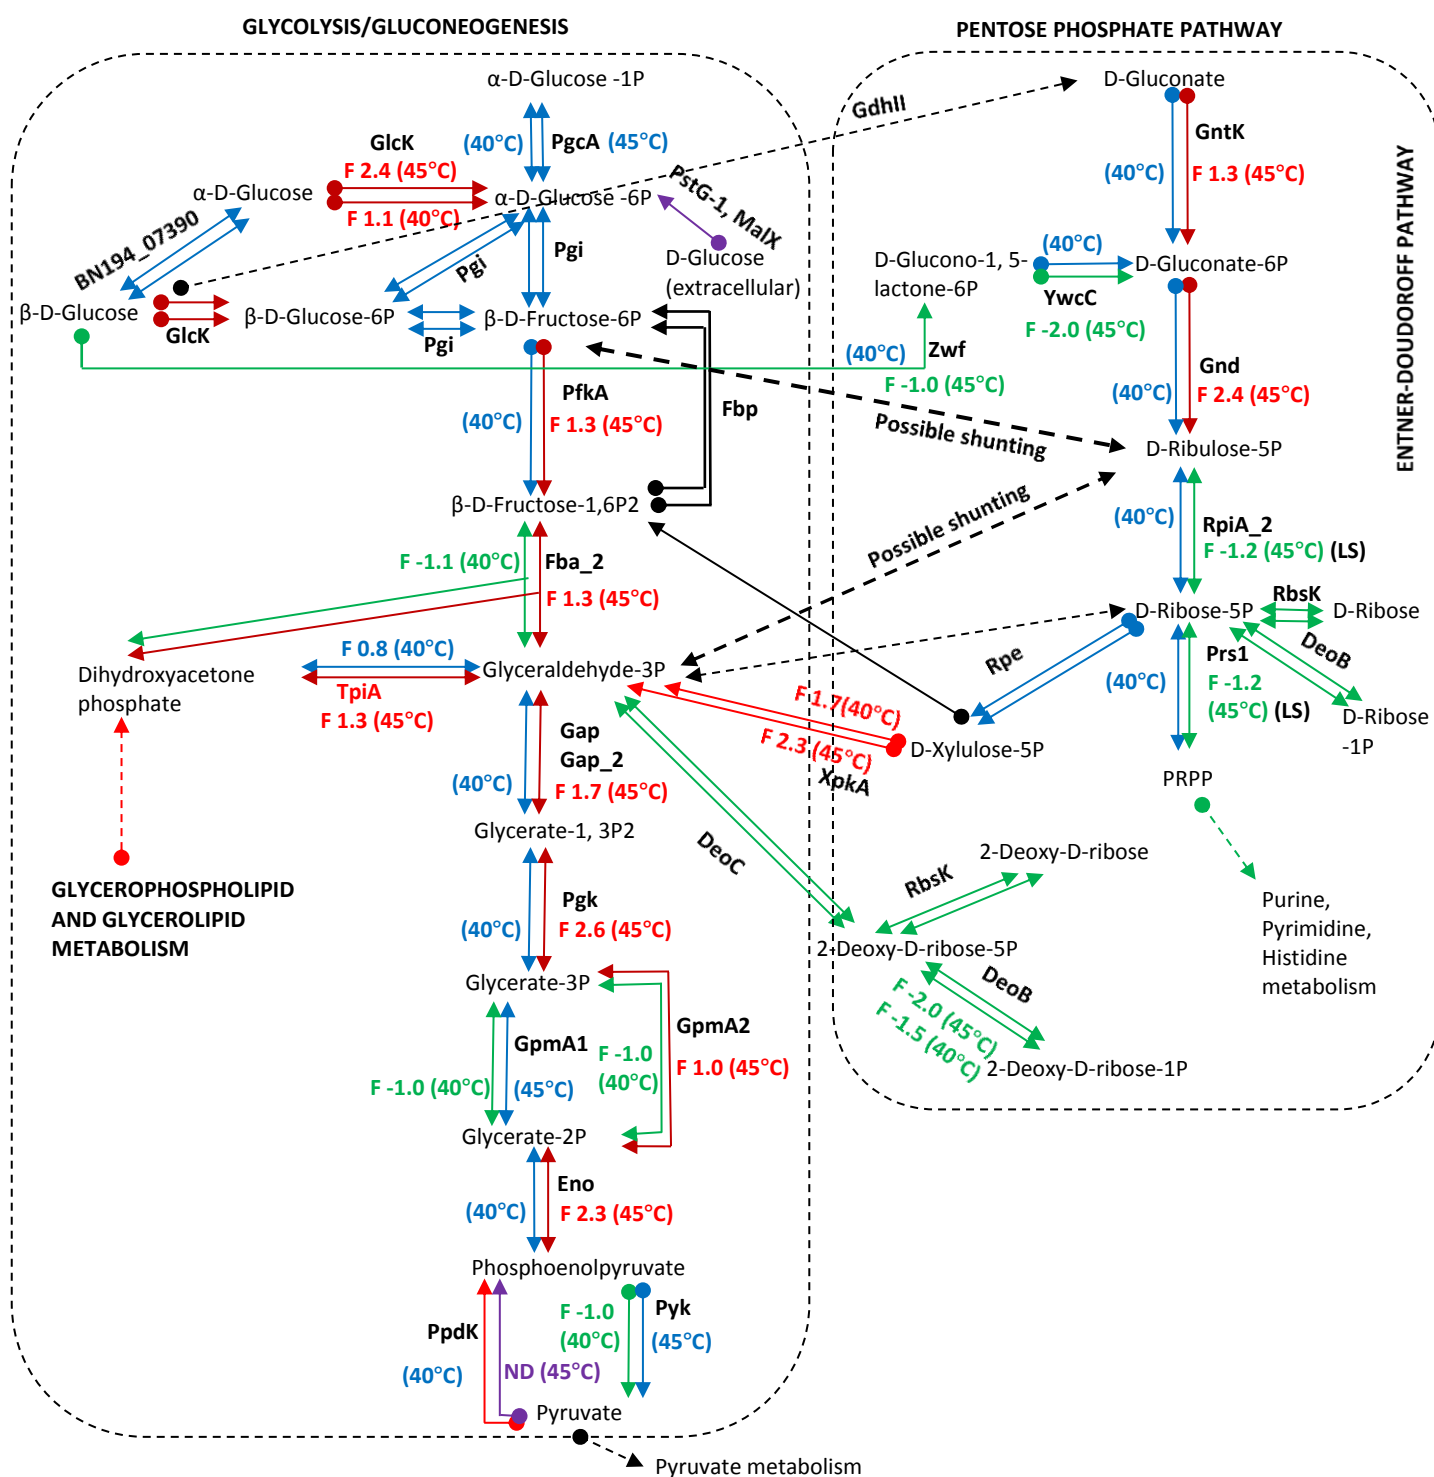 GLYCOLYSIS/GLUCONEOGENESIS
PENTOSE PHOSPHATE PATHWAY
α-D-Glucose -1P
D-Gluconate
GdhII
GlcK
F 2.4 (45°C)
(40°C)
PgcA (45°C)
GntK
(40°C)
F 1.3 (45°C)
α-D-Glucose
F 1.1 (40°C)
α-D-Glucose -6P
PstG-1, MalX
BN194_07390
Pgi
Pgi
D-Glucose
(extracellular)
D-Glucono-1, 5-
lactone-6P
(40°C)
D-Gluconate-6P
YwcC
F -2.0 (45°C)
β-D-Glucose
GlcK
β-D-Glucose-6P
Pgi
β-D-Fructose-6P
(40°C)
Zwf
F -1.0 (45°C)
Gnd
(40°C)
F 2.4 (45°C)
ENTNER-DOUDOROFF PATHWAY
PfkA
(40°C)
F 1.3 (45°C)
Fbp
Possible shunting
D-Ribulose-5P
β-D-Fructose-1,6P2
Possible shunting
(40°C)
RpiA_2
F -1.2 (45°C) (LS)
F -1.1 (40°C)
Fba_2
F 1.3 (45°C)
D-Ribose-5P
RbsK
D-Ribose
F 0.8 (40°C)
Dihydroxyacetone
phosphate
TpiA
F 1.3 (45°C)
Glyceraldehyde-3P
Rpe
Prs1
(40°C)
F -1.2
(45°C) (LS)
DeoB
D-Ribose
-1P
F 1.7(40°C)
F 2.3 (45°C)
XpkA
D-Xylulose-5P
Gap
Gap_2
(40°C)
F 1.7 (45°C)
PRPP
Glycerate-1, 3P2
DeoC
2-Deoxy-D-ribose
RbsK
GLYCEROPHOSPHOLIPID
AND GLYCEROLIPID
METABOLISM
Pgk
(40°C)
F 2.6 (45°C)
Purine,
Pyrimidine,
Histidine
metabolism
2-Deoxy-D-ribose-5P
Glycerate-3P
DeoB
F -2.0 (45°C)
F -1.5 (40°C)
2-Deoxy-D-ribose-1P
GpmA1
F -1.0 (40°C)
(45°C)
GpmA2
F -1.0
(40°C)
F 1.0 (45°C)
Glycerate-2P
Eno
(40°C)
F 2.3 (45°C)
Phosphoenolpyruvate
PpdK
(40°C)
ND (45°C)
F -1.0
(40°C)
Pyk
(45°C)
Pyruvate
Pyruvate metabolism